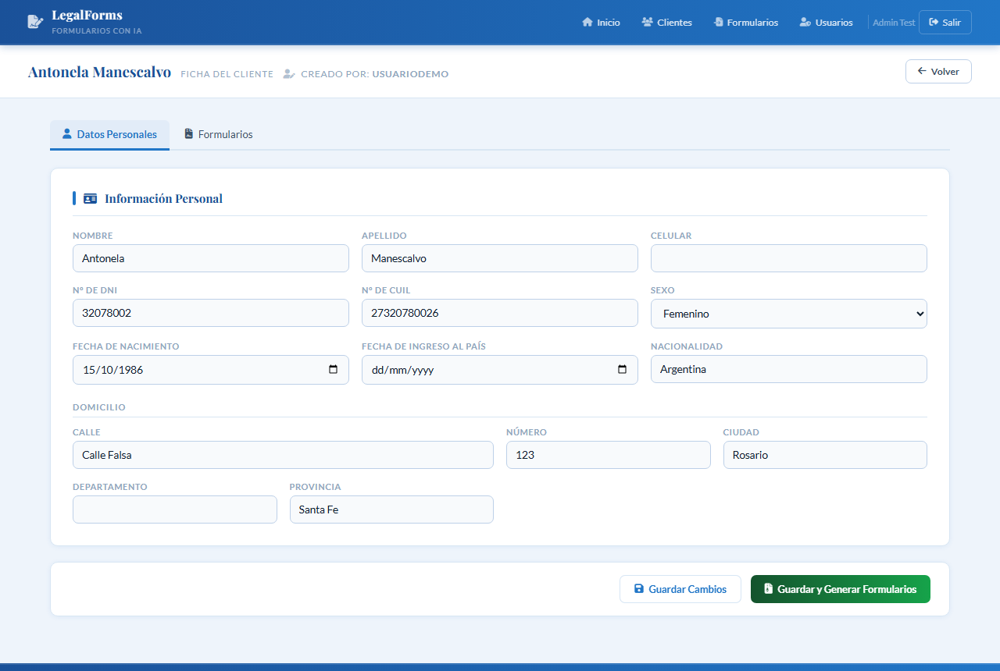 LegalForms
FORMULARIOS CON IA
Inicio Clientes Formularios Usuarios Admin Test Salir
Antonela Manescalvo FICHA DEL CLIENTE CREADO POR: USUARIODEMO Volver
Datos Personales Formularios
Información Personal
NOMBRE APELLIDO CELULAR
Antonela Manescalvo
Nº DE DNI Nº DE CUIL SEXO
32078002 27320780026 Femenino
FECHA DE NACIMIENTO FECHA DE INGRESO AL PAÍS NACIONALIDAD
15/10/1986 dd/mm/yyyy Argentina
DOMICILIO
CALLE NÚMERO CIUDAD
Calle Falsa 123 Rosario
DEPARTAMENTO PROVINCIA
Santa Fe
Guardar Cambios Guardar y Generar Formularios